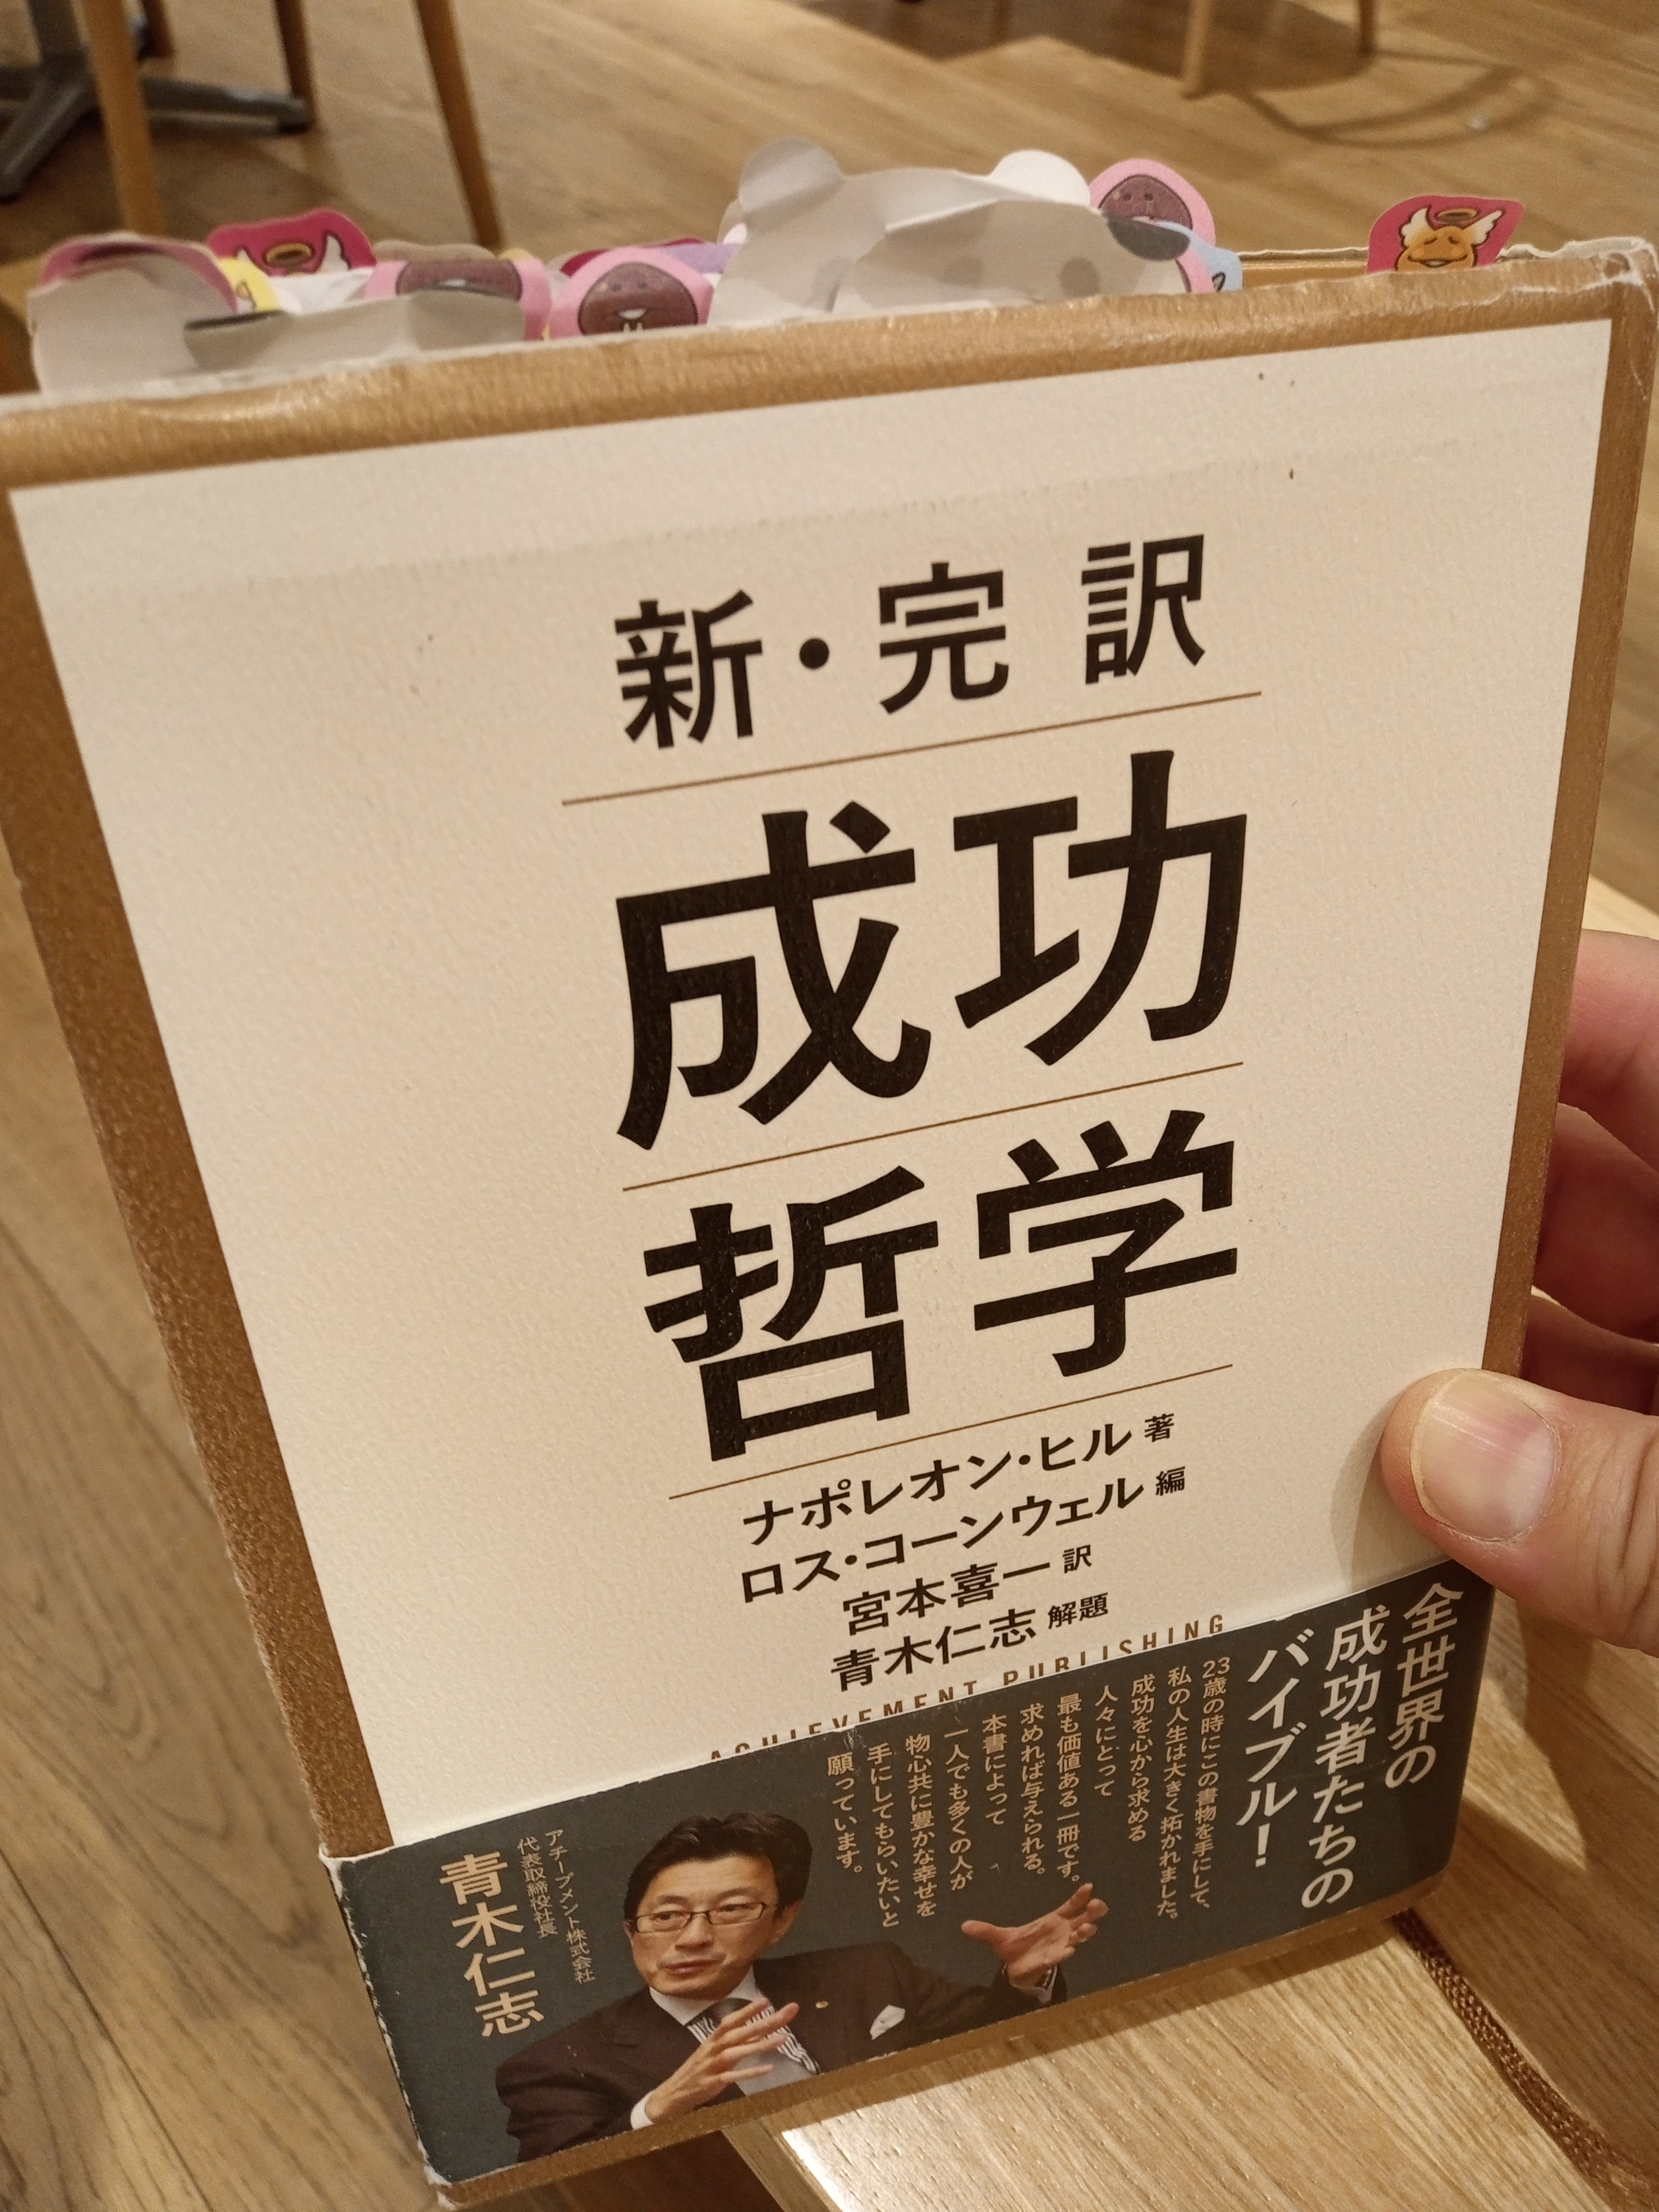 新・完訳
成功
哲学
ナポレオン・ヒル 著
ロス・コーンウェル 編
宮本喜一 訳
青木仁志 解題
ACHIEVEMENT PUBLISHING
全世界の
成功者たちの
バイブル!
23歳の時にこの書物を手にして、
私の人生は大きく拓かれました。
成功を心から求める
人々にとって
最も価値ある一冊です。
求めれば与えられる。
本書によって
一人でも多くの人が
物心共に豊かな幸せを
手にしてもらいたいと
願っています。
アチーブメント株式会社
代表取締役社長
青木仁志